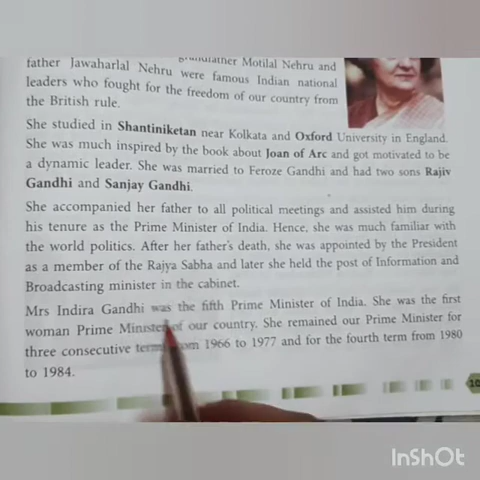 grandfather Motilal Nehru and
father Jawaharlal Nehru were famous Indian national
leaders who fought for the freedom of our country from
the British rule.
She studied in Shantiniketan near Kolkata and Oxford University in England.
She was much inspired by the book about Joan of Arc and got motivated to be
a dynamic leader. She was married to Feroze Gandhi and had two sons Rajiv
Gandhi and Sanjay Gandhi.
She accompanied her father to all political meetings and assisted him during
his tenure as the Prime Minister of India. Hence, she was much familiar with
the world politics. After her father's death, she was appointed by the President
as a member of the Rajya Sabha and later she held the post of Information and
Broadcasting minister in the cabinet.
Mrs Indira Gandhi was the fifth Prime Minister of India. She was the first
woman Prime Minister of our country. She remained our Prime Minister for
three consecutive term from 1966 to 1977 and for the fourth term from 1980
to 1984.
InShOt